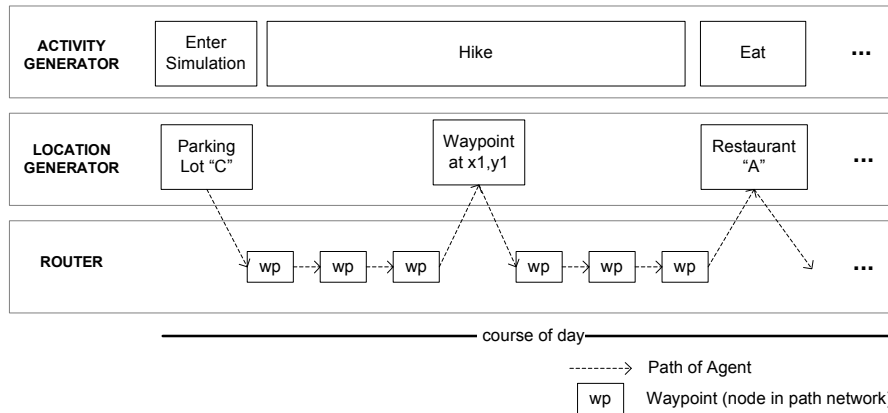 ACTIVITY
GENERATOR
Enter
Simulation
Hike
Eat
...
LOCATION
GENERATOR
Parking
Lot “C”
Waypoint
at x1,y1
Restaurant
“A”
...
ROUTER
wp
wp
wp
wp
wp
wp
...
course of day
Path of Agent
wp
Waypoint (node in path network)